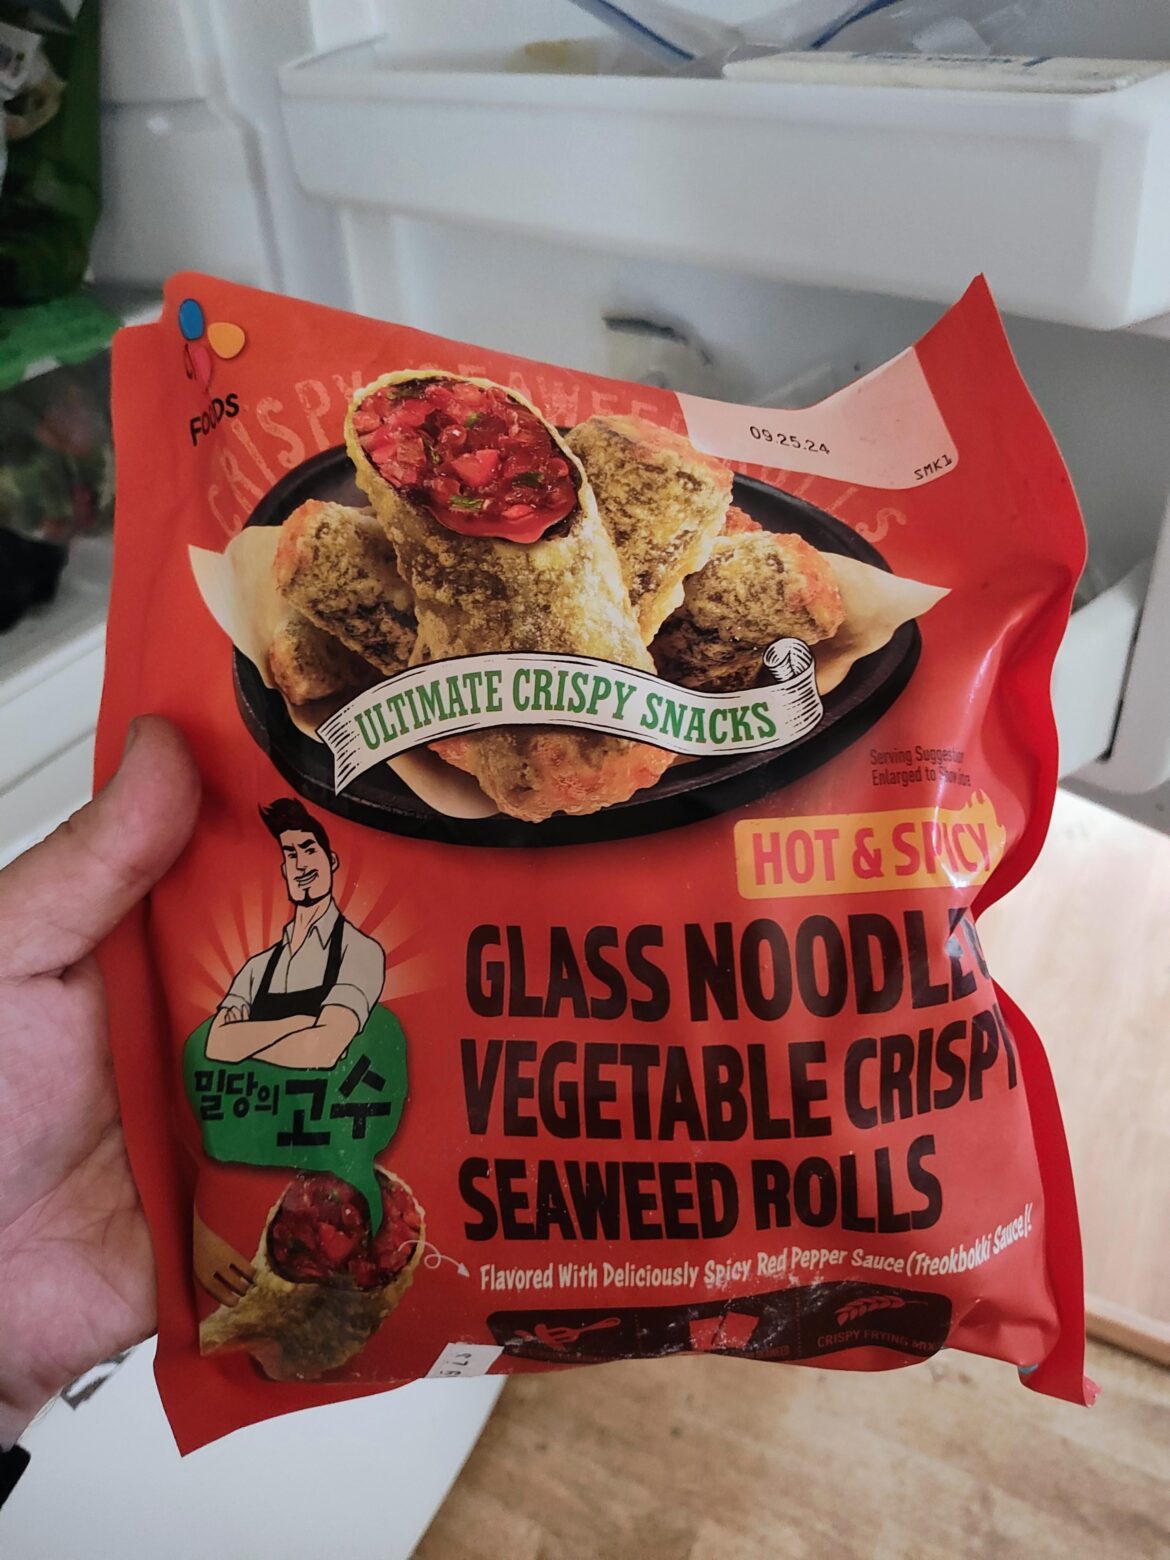 FOODS
CRISPY SEAWEED ROLLS
09.25.24
SMK1
ULTIMATE CRISPY SNACKS
Serving Suggestion
Enlarged to
HOT & SPICY
GLASS NOODLE
VEGETABLE CRISPY
SEAWEED ROLLS
밀당의 고수
Flavored With Deliciously Spicy Red Pepper Sauce (Tteokbokki Sauce)!
CRISPY FRYING MIX